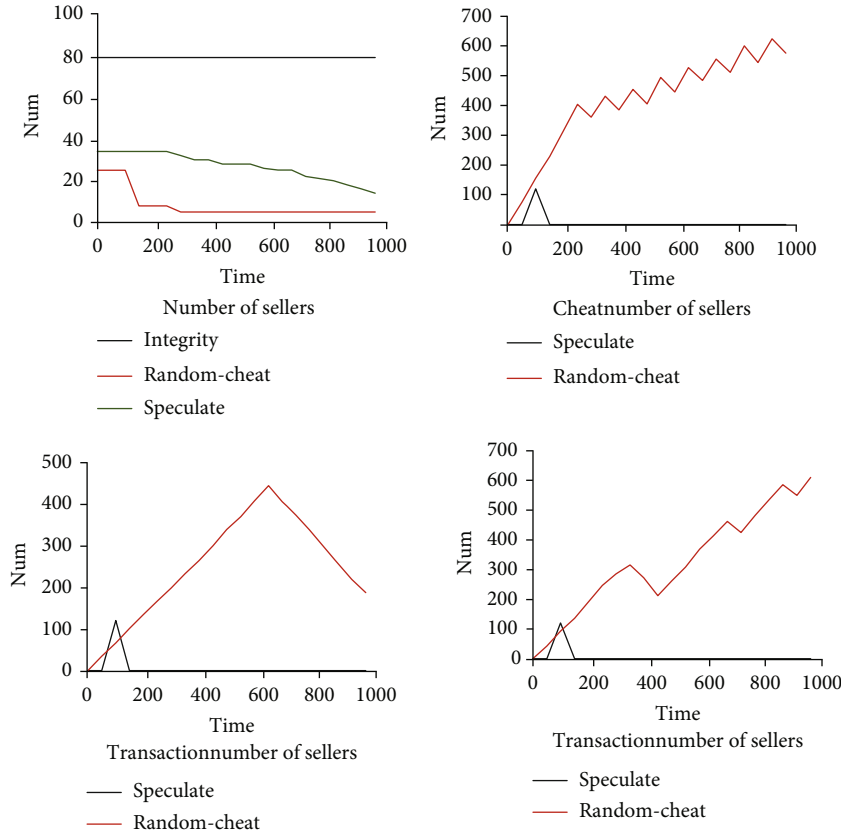 Num
100
80
60
40
20
0
0 200 400 600 800 1000
Time
Number of sellers
Integrity
Random-cheat
Speculate
Num
700
600
500
400
300
200
100
0 200 400 600 800 1000
Time
Cheatnumber of sellers
Speculate
Random-cheat
Num
500
400
300
200
100
0
0 200 400 600 800 1000
Time
Transactionnumber of sellers
Speculate
Random-cheat
Num
700
600
500
400
300
200
100
0
0 200 400 600 800 1000
Time
Transactionnumber of sellers
Speculate
Random-cheat